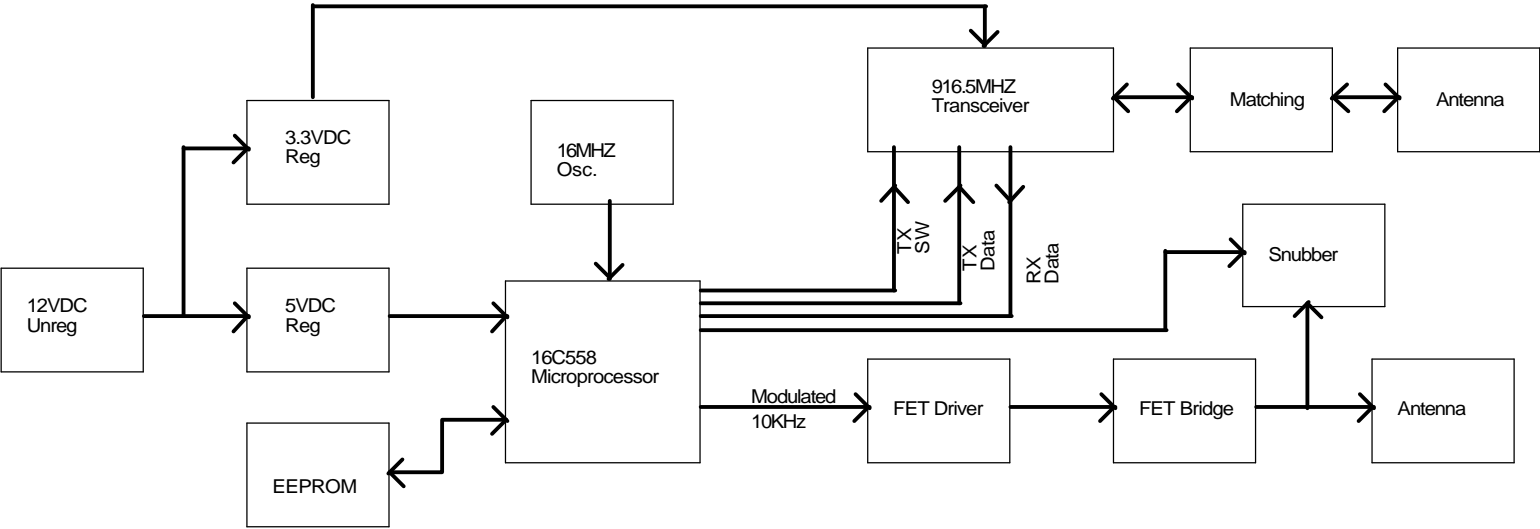 916.5MHZ
Transceiver
Matching
Antenna
3.3VDC
Reg
16MHZ
Osc.
TX
SW
TX
Data
RX
Data
Snubber
12VDC
Unreg
5VDC
Reg
16C558
Microprocessor
Modulated
10KHz
FET Driver
FET Bridge
Antenna
EEPROM